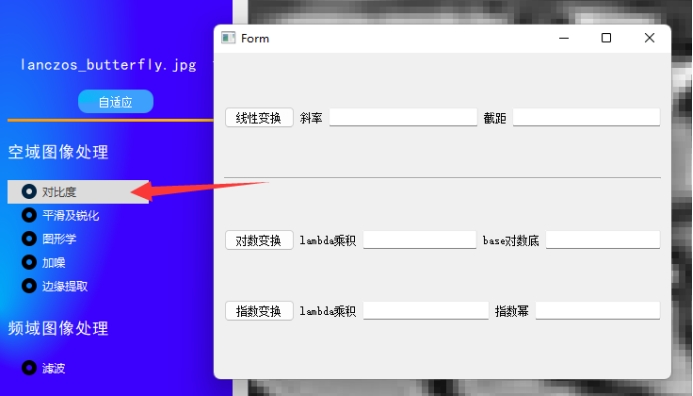 lanczos_butterfly.jpg
自适应
空域图像处理
对比度
平滑及锐化
图形学
加噪
边缘提取
频域图像处理
滤波
Form
线性变换 斜率 截距
对数变换 lambda乘积 base对数底
指数变换 lambda乘积 指数幂